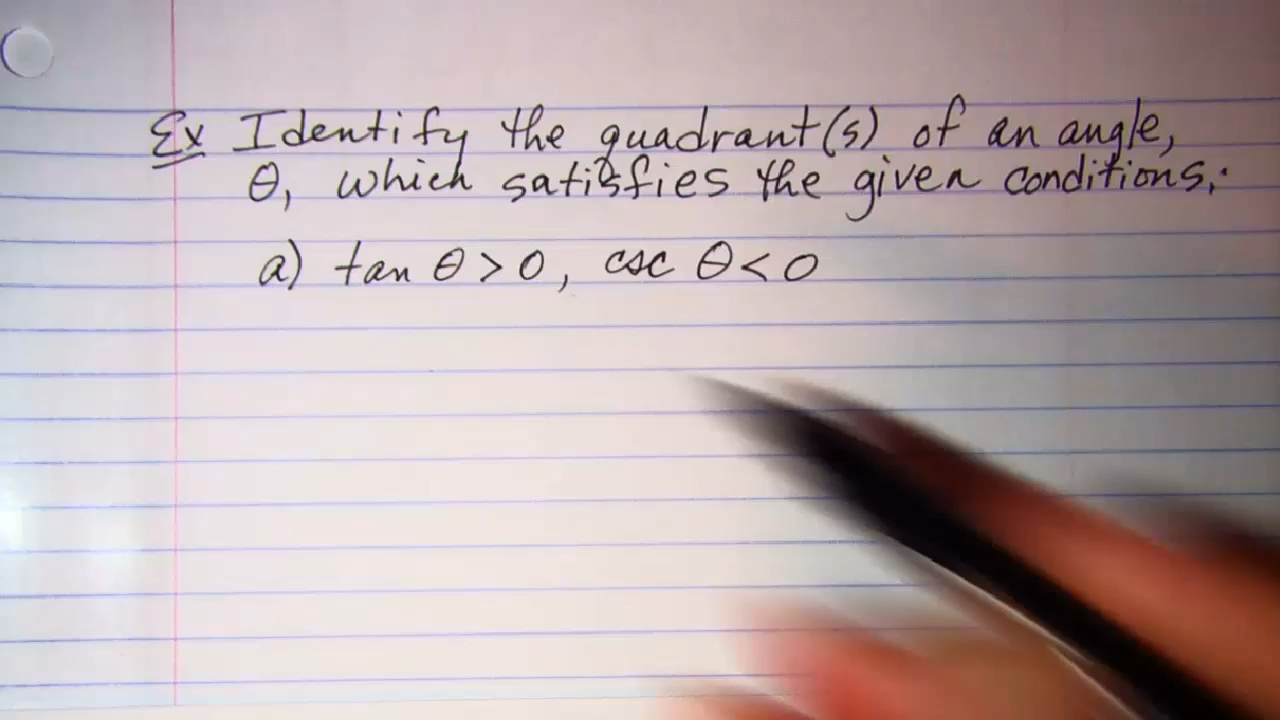 Ex Identify the quadrant(s) of an angle,
θ, which satisfies the given conditions.
a) tan θ > 0, csc θ < 0